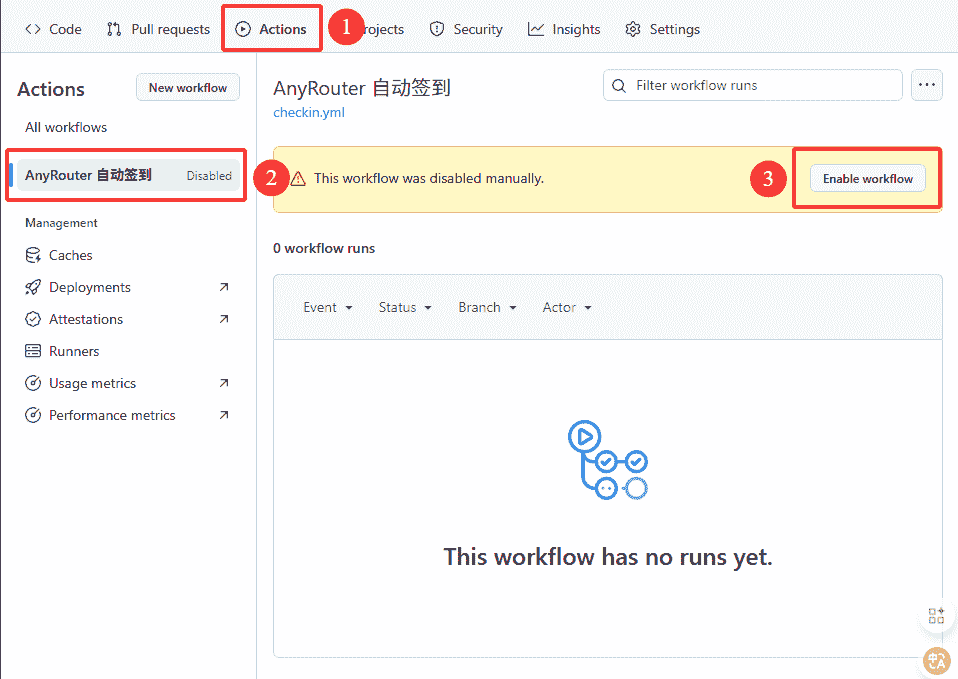 Code Pull requests Actions 1 rojects Security Insights Settings
Actions
New workflow
All workflows
AnyRouter 自动签到 Disabled
Management
Caches
Deployments
Attestations
Runners
Usage metrics
Performance metrics
AnyRouter 自动签到
checkin.yml
Filter workflow runs
2 This workflow was disabled manually. 3 Enable workflow
0 workflow runs
Event Status Branch Actor
This workflow has no runs yet.
中A